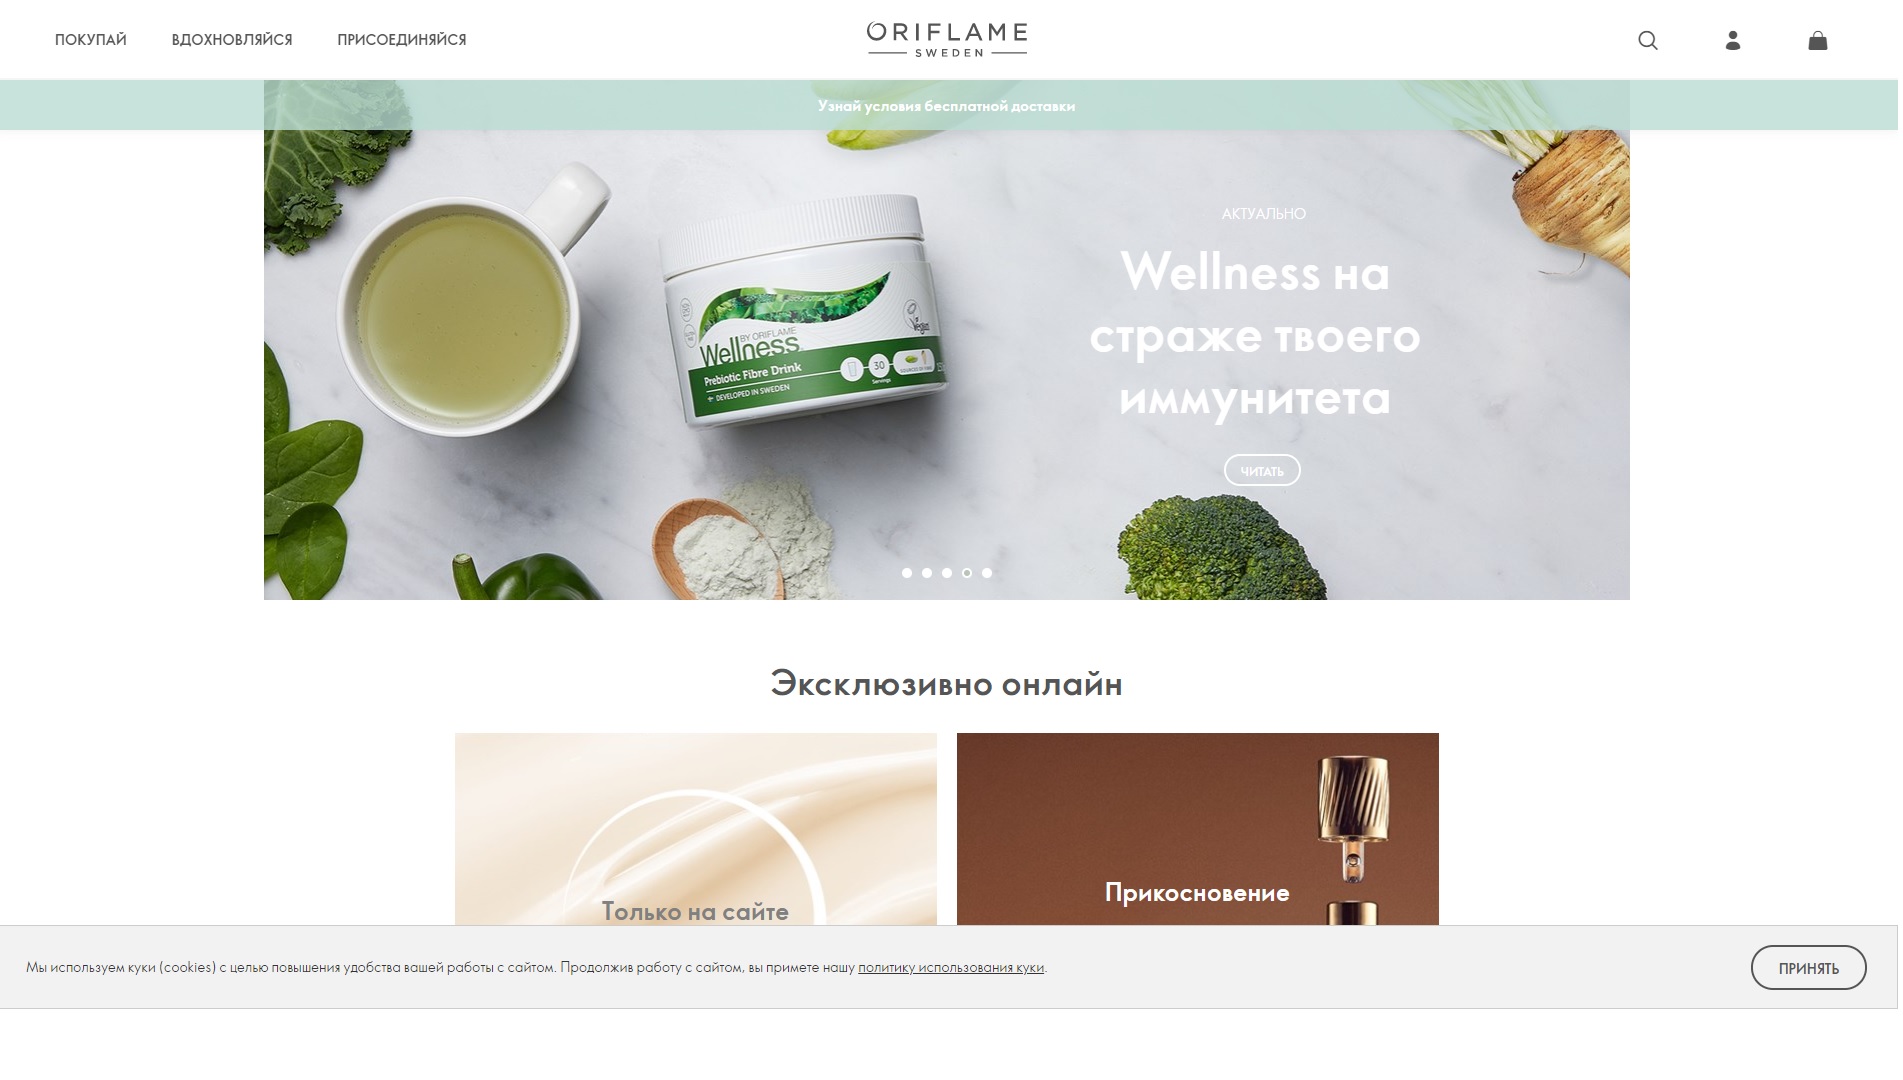 ПОКУПАЙ ВДОХНОВЛЯЙСЯ ПРИСОЕДИНЯЙСЯ
ORIFLAME
SWEDEN
Узнай условия бесплатной доставки
АКТУАЛЬНО
Wellness на
страже твоего
иммунитета
ЧИТАТЬ
BY ORIFLAME
Wellness
Prebiotic Fibre Drink
DEVELOPED IN SWEDEN
30
Servings
Vegan
Эксклюзивно онлайн
Только на сайте
Прикосновение
Мы используем куки (cookies) с целью повышения удобства вашей работы с сайтом. Продолжив работу с сайтом, вы примете нашу политику использования куки.
ПРИНЯТЬ